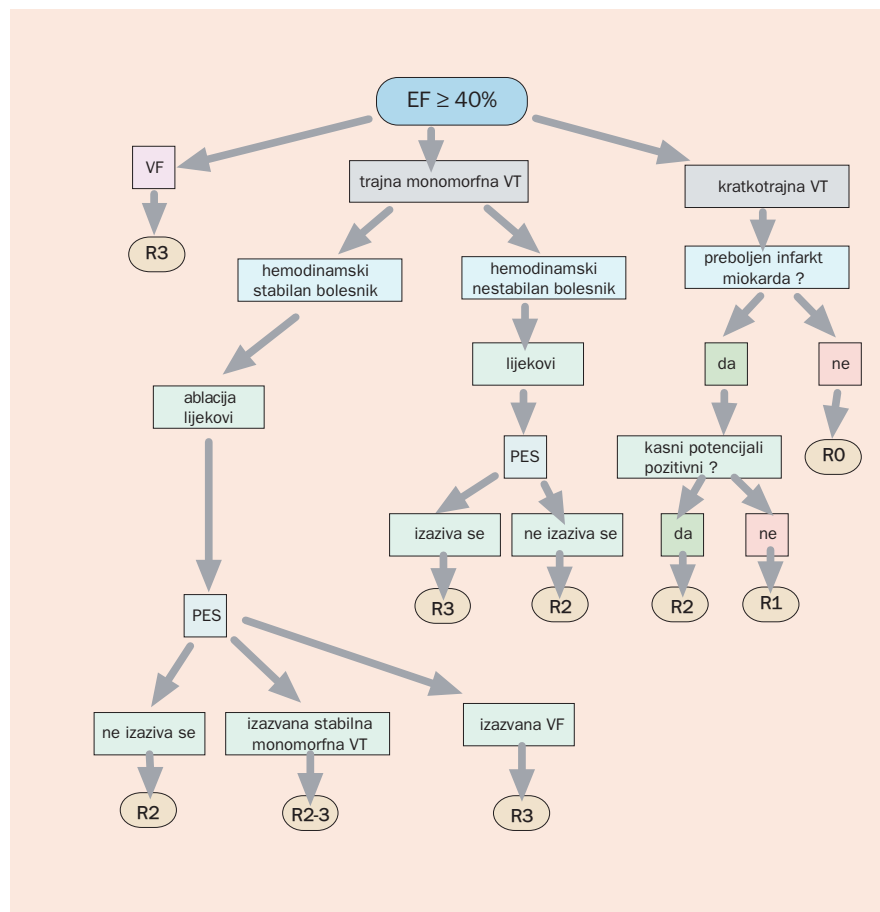 EF ≥ 40%
VF
trajna monomorfna VT
kratkotrajna VT
R3
hemodinamski
stabilan bolesnik
hemodinamski
nestabilan bolesnik
preboljen infarkt
miokarda ?
lijekovi
da
ne
ablacija
lijekovi
PES
kasni potencijali
pozitivni ?
R0
izaziva se
ne izaziva se
da
ne
R3
R2
R2
R1
PES
ne izaziva se
izazvana stabilna
monomorfna VT
izazvana VF
R2
R2-3
R3